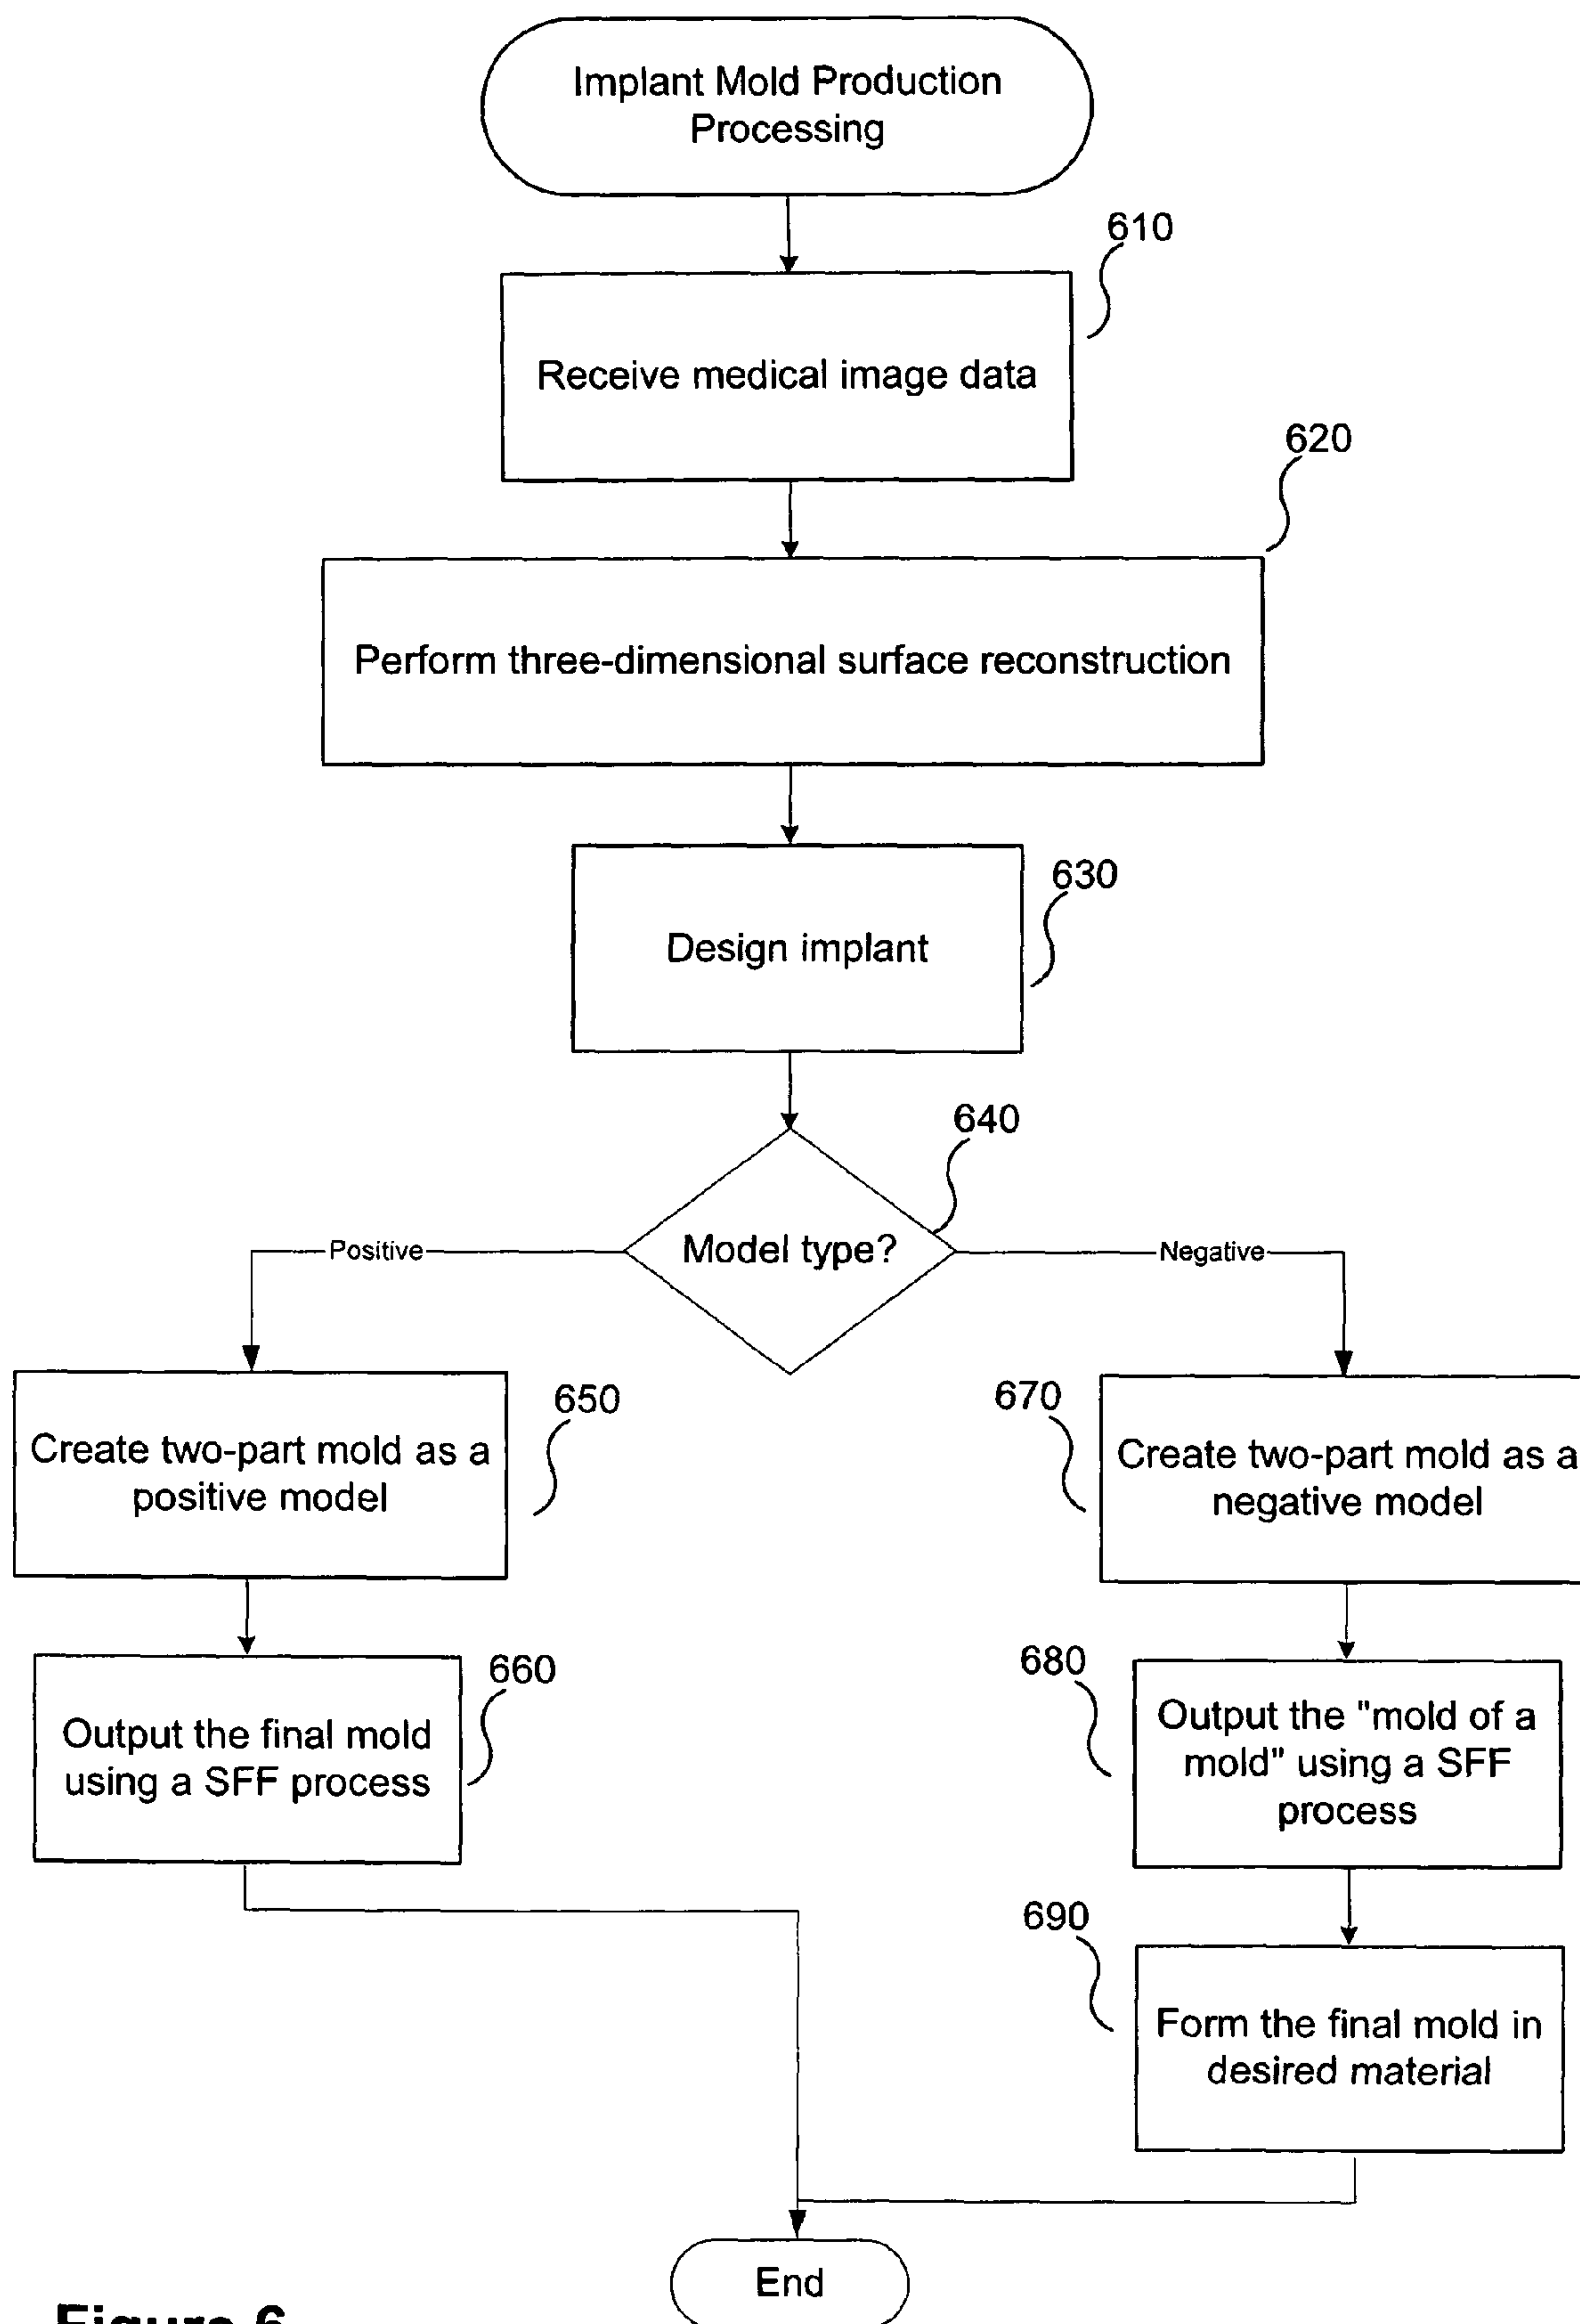 Implant Mold Production
Processing
610
Receive medical image data
620
Perform three-dimensional surface reconstruction
630
Design implant
640
Model type?
Positive
Negative
650
Create two-part mold as a
positive model
670
Create two-part mold as a
negative model
660
Output the final mold
using a SFF process
680
Output the "mold of a
mold" using a SFF
process
690
Form the final mold in
desired material
End
Figure 6